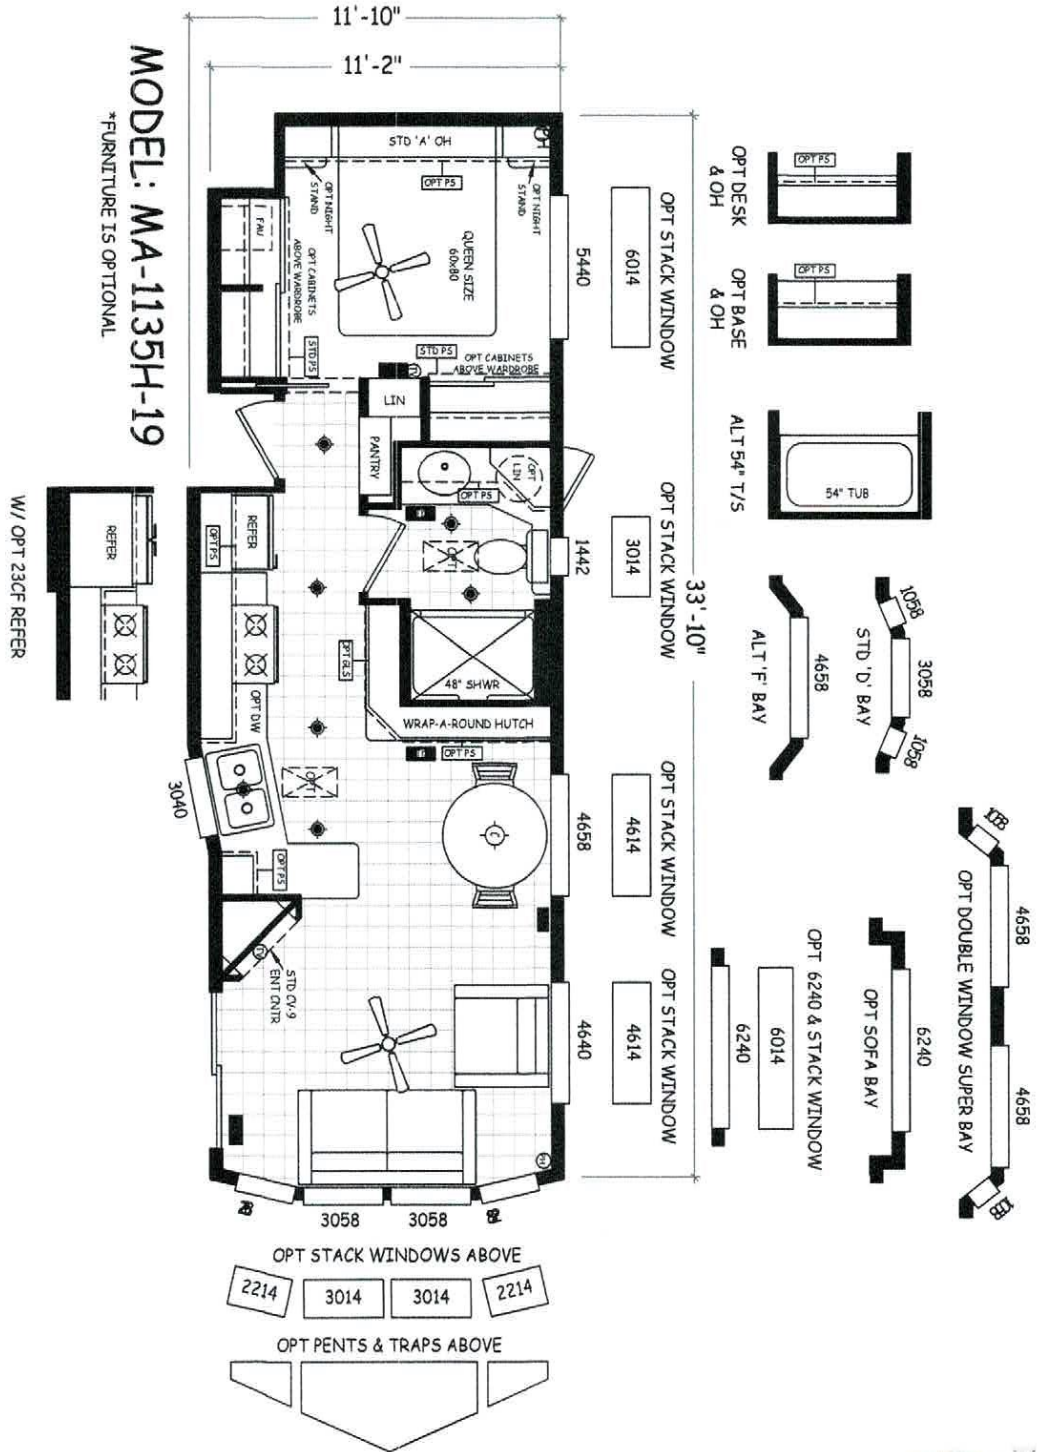 11'-10"
11'-2"
MODEL: MA-1135H-19
*FURNITURE IS OPTIONAL
33'-10"
STD 'A' OH
OPT PS
OPT NIGHT
STAND
OPT NIGHT
STAND
QUEEN SIZE
60x80
FAU
OPT CABINETS
ABOVE WARDROBE
STD PS
STD PS
OPT CABINETS
ABOVE WARDROBE
LIN
PANTRY
OPT
LIN
OPT PS
OPT
48" SHWR
WRAP-A-ROUND HUTCH
OPT PS
OPT GLS
REFER
OPT PS
OPT DW
OPT
OPT PS
C
TV
STD CV-9
ENT CNTR
PH
5440
1442
4658
4640
3040
3058
3058
OPT STACK WINDOW
6014
OPT STACK WINDOW
3014
OPT STACK WINDOW
4614
OPT STACK WINDOW
4614
OPT STACK WINDOWS ABOVE
2214
3014
3014
2214
OPT PENTS & TRAPS ABOVE
REFER
W/ OPT 23CF REFER
OPT PS
OPT DESK
& OH
OPT PS
OPT BASE
& OH
54" TUB
ALT 54" T/S
1058
3058
1058
STD 'D' BAY
4658
ALT 'F' BAY
4658
4658
OPT DOUBLE WINDOW SUPER BAY
6240
OPT SOFA BAY
6014
6240
OPT 6240 & STACK WINDOW